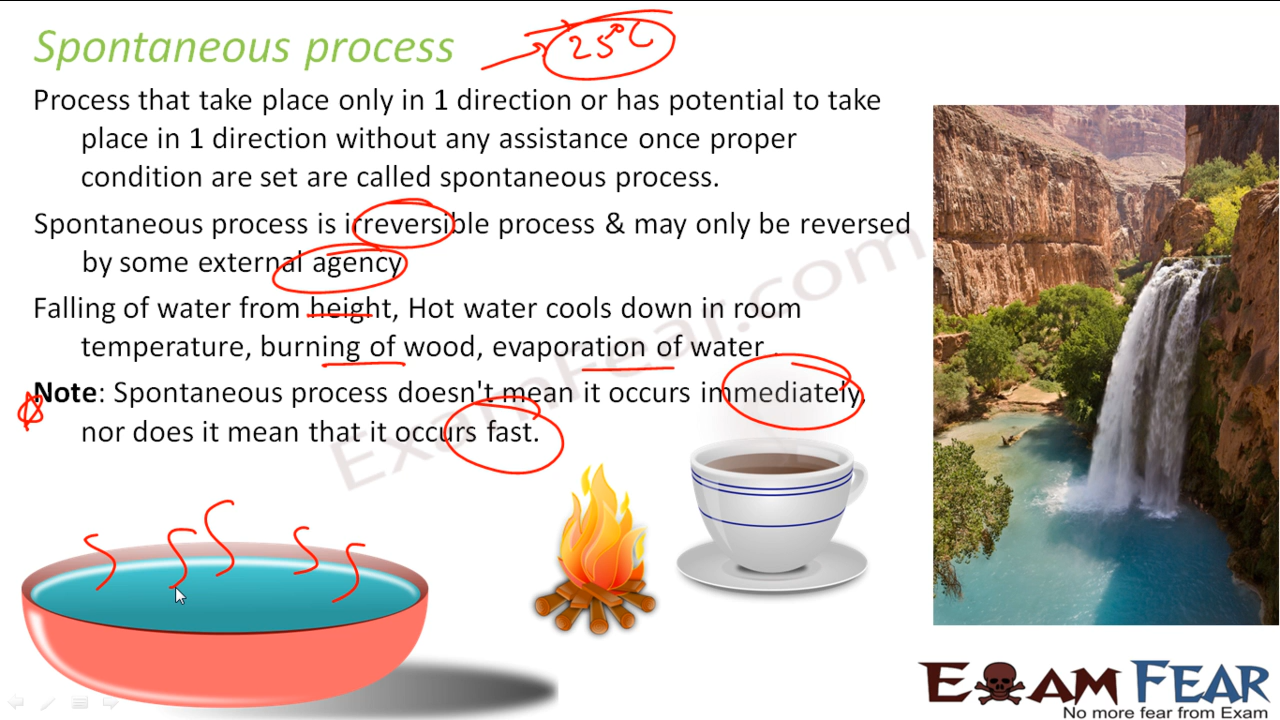 Spontaneous process
25°C
Process that take place only in 1 direction or has potential to take
place in 1 direction without any assistance once proper
condition are set are called spontaneous process.
Spontaneous process is irreversible process & may only be reversed
by some external agency
Falling of water from height, Hot water cools down in room
temperature, burning of wood, evaporation of water .
Note: Spontaneous process doesn't mean it occurs immediately,
nor does it mean that it occurs fast.
ExamFear.com
EXAM FEAR
No more fear from Exam